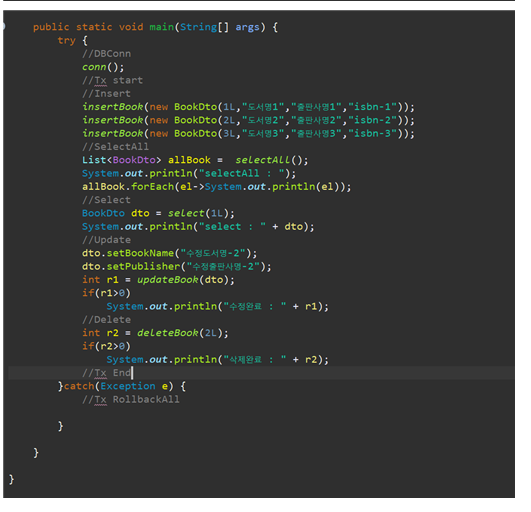 public static void main(String[] args) {
try {
//DBConn
conn();
//Tx start
//Insert
insertBook(new BookDto(1L,"도서명1","출판사명1","isbn-1"));
insertBook(new BookDto(2L,"도서명2","출판사명2","isbn-2"));
insertBook(new BookDto(3L,"도서명3","출판사명3","isbn-3"));
//SelectAll
List<BookDto> allBook =  selectAll();
System.out.println("selectAll : ");
allBook.forEach(el->System.out.println(el));
//Select
BookDto dto = select(1L);
System.out.println("select : " + dto);
//Update
dto.setBookName("수정도서명-2");
dto.setPublisher("수정출판사명-2");
int r1 = updateBook(dto);
if(r1>0)
System.out.println("수정완료 : " + r1);
//Delete
int r2 = deleteBook(2L);
if(r2>0)
System.out.println("삭제완료 : " + r2);
//Tx End
}catch(Exception e) {
//Tx RollbackAll
}
}
}